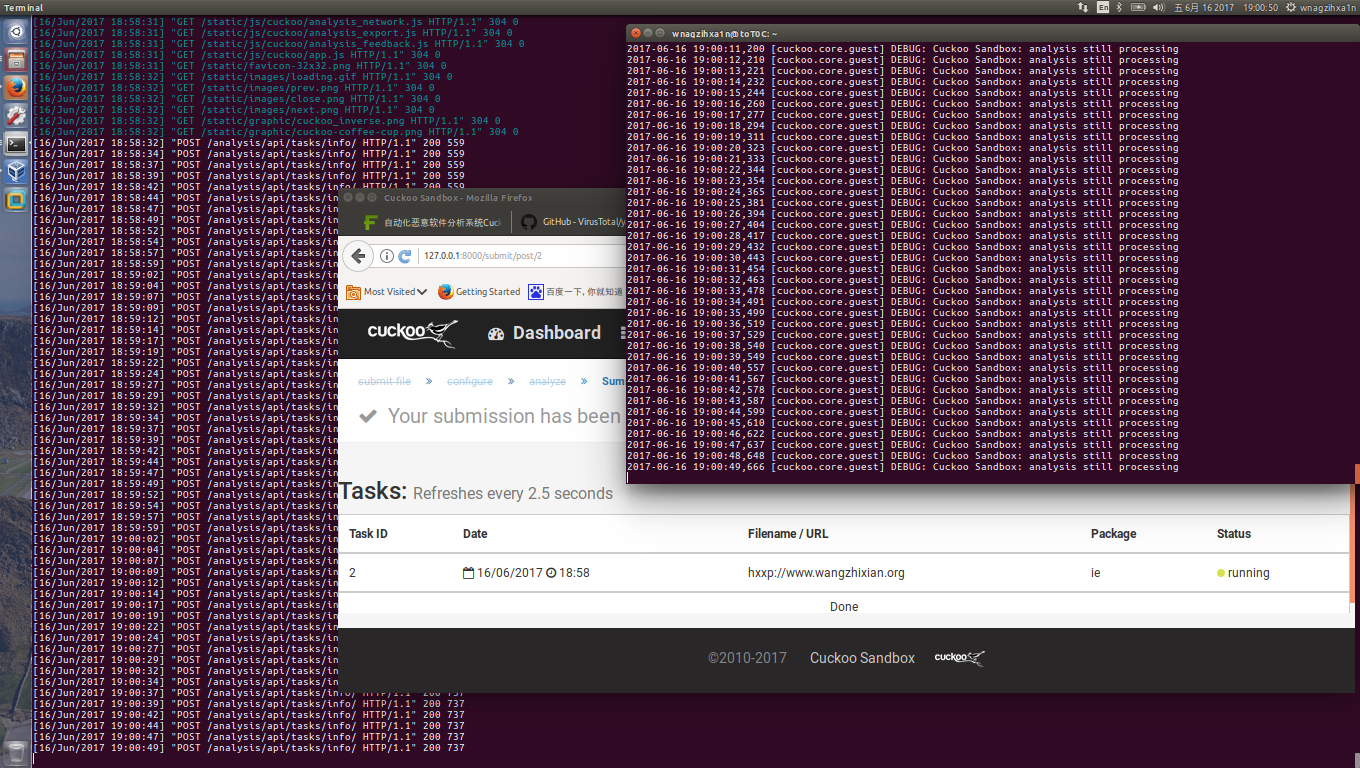 Terminal
En
五 6月 16 2017 19:00:50 wnagzihxa1n
[16/Jun/2017 18:58:31] "GET /static/js/cuckoo/analysis_network.js HTTP/1.1" 304 0
[16/Jun/2017 18:58:31] "GET /static/js/cuckoo/analysis_export.js HTTP/1.1" 304 0
[16/Jun/2017 18:58:31] "GET /static/js/cuckoo/analysis_feedback.js HTTP/1.1" 304 0
[16/Jun/2017 18:58:32] "GET /static/js/cuckoo/app.js HTTP/1.1" 304 0
[16/Jun/2017 18:58:32] "GET /static/favicon-32x32.png HTTP/1.1" 304 0
[16/Jun/2017 18:58:32] "GET /static/images/loading.gif HTTP/1.1" 304 0
[16/Jun/2017 18:58:32] "GET /static/images/prev.png HTTP/1.1" 304 0
[16/Jun/2017 18:58:32] "GET /static/images/close.png HTTP/1.1" 304 0
[16/Jun/2017 18:58:32] "GET /static/images/next.png HTTP/1.1" 304 0
[16/Jun/2017 18:58:32] "GET /static/graphic/cuckoo_inverse.png HTTP/1.1" 304 0
[16/Jun/2017 18:58:32] "GET /static/graphic/cuckoo-coffee-cup.png HTTP/1.1" 304 0
[16/Jun/2017 18:58:32] "POST /analysis/api/tasks/info/ HTTP/1.1" 200 559
[16/Jun/2017 18:58:34] "POST /analysis/api/tasks/info/ HTTP/1.1" 200 559
[16/Jun/2017 18:58:37] "POST /analysis/api/tasks/info/ HTTP/1.1" 200 559
[16/Jun/2017 18:58:39] "POST /analysis/api/tasks/info/ HTTP/1.1" 200 559
[16/Jun/2017 18:58:42] "POST /analysis/api/tasks/info/ HTTP/1.1" 200 559
[16/Jun/2017 18:58:44] "POST /analysis/api/tasks/in
[16/Jun/2017 18:58:47] "POST /analysis/api/tasks/in
[16/Jun/2017 18:58:49] "POST /analysis/api/tasks/in
[16/Jun/2017 18:58:52] "POST /analysis/api/tasks/in
[16/Jun/2017 18:58:54] "POST /analysis/api/tasks/in
[16/Jun/2017 18:58:57] "POST /analysis/api/tasks/in
[16/Jun/2017 18:58:59] "POST /analysis/api/tasks/in
[16/Jun/2017 18:59:02] "POST /analysis/api/tasks/in
[16/Jun/2017 18:59:04] "POST /analysis/api/tasks/in
[16/Jun/2017 18:59:07] "POST /analysis/api/tasks/in
[16/Jun/2017 18:59:09] "POST /analysis/api/tasks/in
[16/Jun/2017 18:59:12] "POST /analysis/api/tasks/in
[16/Jun/2017 18:59:14] "POST /analysis/api/tasks/in
[16/Jun/2017 18:59:17] "POST /analysis/api/tasks/in
[16/Jun/2017 18:59:19] "POST /analysis/api/tasks/in
[16/Jun/2017 18:59:22] "POST /analysis/api/tasks/in
[16/Jun/2017 18:59:24] "POST /analysis/api/tasks/in
[16/Jun/2017 18:59:27] "POST /analysis/api/tasks/in
[16/Jun/2017 18:59:29] "POST /analysis/api/tasks/in
[16/Jun/2017 18:59:32] "POST /analysis/api/tasks/in
[16/Jun/2017 18:59:34] "POST /analysis/api/tasks/in
[16/Jun/2017 18:59:37] "POST /analysis/api/tasks/in
[16/Jun/2017 18:59:39] "POST /analysis/api/tasks/in
[16/Jun/2017 18:59:42] "POST /analysis/api/tasks/in
[16/Jun/2017 18:59:44] "POST /analysis/api/tasks/in
[16/Jun/2017 18:59:47] "POST /analysis/api/tasks/in
[16/Jun/2017 18:59:49] "POST /analysis/api/tasks/in
[16/Jun/2017 18:59:52] "POST /analysis/api/tasks/in
[16/Jun/2017 18:59:54] "POST /analysis/api/tasks/in
[16/Jun/2017 18:59:57] "POST /analysis/api/tasks/in
[16/Jun/2017 18:59:59] "POST /analysis/api/tasks/in
[16/Jun/2017 19:00:02] "POST /analysis/api/tasks/in
[16/Jun/2017 19:00:04] "POST /analysis/api/tasks/in
[16/Jun/2017 19:00:07] "POST /analysis/api/tasks/in
[16/Jun/2017 19:00:09] "POST /analysis/api/tasks/in
[16/Jun/2017 19:00:12] "POST /analysis/api/tasks/in
[16/Jun/2017 19:00:14] "POST /analysis/api/tasks/in
[16/Jun/2017 19:00:17] "POST /analysis/api/tasks/in
[16/Jun/2017 19:00:19] "POST /analysis/api/tasks/in
[16/Jun/2017 19:00:22] "POST /analysis/api/tasks/in
[16/Jun/2017 19:00:24] "POST /analysis/api/tasks/in
[16/Jun/2017 19:00:27] "POST /analysis/api/tasks/in
[16/Jun/2017 19:00:29] "POST /analysis/api/tasks/in
[16/Jun/2017 19:00:32] "POST /analysis/api/tasks/in
[16/Jun/2017 19:00:34] "POST /analysis/api/tasks/in
[16/Jun/2017 19:00:37] "POST /analysis/api/tasks/info/ HTTP/1.1" 200 737
[16/Jun/2017 19:00:39] "POST /analysis/api/tasks/info/ HTTP/1.1" 200 737
[16/Jun/2017 19:00:42] "POST /analysis/api/tasks/info/ HTTP/1.1" 200 737
[16/Jun/2017 19:00:44] "POST /analysis/api/tasks/info/ HTTP/1.1" 200 737
[16/Jun/2017 19:00:47] "POST /analysis/api/tasks/info/ HTTP/1.1" 200 737
[16/Jun/2017 19:00:49] "POST /analysis/api/tasks/info/ HTTP/1.1" 200 737
wnagzihxa1n@toT0C: ~
2017-06-16 19:00:11,200 [cuckoo.core.guest] DEBUG: Cuckoo Sandbox: analysis still processing
2017-06-16 19:00:12,210 [cuckoo.core.guest] DEBUG: Cuckoo Sandbox: analysis still processing
2017-06-16 19:00:13,221 [cuckoo.core.guest] DEBUG: Cuckoo Sandbox: analysis still processing
2017-06-16 19:00:14,232 [cuckoo.core.guest] DEBUG: Cuckoo Sandbox: analysis still processing
2017-06-16 19:00:15,244 [cuckoo.core.guest] DEBUG: Cuckoo Sandbox: analysis still processing
2017-06-16 19:00:16,260 [cuckoo.core.guest] DEBUG: Cuckoo Sandbox: analysis still processing
2017-06-16 19:00:17,277 [cuckoo.core.guest] DEBUG: Cuckoo Sandbox: analysis still processing
2017-06-16 19:00:18,294 [cuckoo.core.guest] DEBUG: Cuckoo Sandbox: analysis still processing
2017-06-16 19:00:19,311 [cuckoo.core.guest] DEBUG: Cuckoo Sandbox: analysis still processing
2017-06-16 19:00:20,323 [cuckoo.core.guest] DEBUG: Cuckoo Sandbox: analysis still processing
2017-06-16 19:00:21,333 [cuckoo.core.guest] DEBUG: Cuckoo Sandbox: analysis still processing
2017-06-16 19:00:22,344 [cuckoo.core.guest] DEBUG: Cuckoo Sandbox: analysis still processing
2017-06-16 19:00:23,354 [cuckoo.core.guest] DEBUG: Cuckoo Sandbox: analysis still processing
2017-06-16 19:00:24,365 [cuckoo.core.guest] DEBUG: Cuckoo Sandbox: analysis still processing
2017-06-16 19:00:25,381 [cuckoo.core.guest] DEBUG: Cuckoo Sandbox: analysis still processing
2017-06-16 19:00:26,394 [cuckoo.core.guest] DEBUG: Cuckoo Sandbox: analysis still processing
2017-06-16 19:00:27,404 [cuckoo.core.guest] DEBUG: Cuckoo Sandbox: analysis still processing
2017-06-16 19:00:28,417 [cuckoo.core.guest] DEBUG: Cuckoo Sandbox: analysis still processing
2017-06-16 19:00:29,432 [cuckoo.core.guest] DEBUG: Cuckoo Sandbox: analysis still processing
2017-06-16 19:00:30,443 [cuckoo.core.guest] DEBUG: Cuckoo Sandbox: analysis still processing
2017-06-16 19:00:31,454 [cuckoo.core.guest] DEBUG: Cuckoo Sandbox: analysis still processing
2017-06-16 19:00:32,463 [cuckoo.core.guest] DEBUG: Cuckoo Sandbox: analysis still processing
2017-06-16 19:00:33,478 [cuckoo.core.guest] DEBUG: Cuckoo Sandbox: analysis still processing
2017-06-16 19:00:34,491 [cuckoo.core.guest] DEBUG: Cuckoo Sandbox: analysis still processing
2017-06-16 19:00:35,499 [cuckoo.core.guest] DEBUG: Cuckoo Sandbox: analysis still processing
2017-06-16 19:00:36,519 [cuckoo.core.guest] DEBUG: Cuckoo Sandbox: analysis still processing
2017-06-16 19:00:37,529 [cuckoo.core.guest] DEBUG: Cuckoo Sandbox: analysis still processing
2017-06-16 19:00:38,540 [cuckoo.core.guest] DEBUG: Cuckoo Sandbox: analysis still processing
2017-06-16 19:00:39,549 [cuckoo.core.guest] DEBUG: Cuckoo Sandbox: analysis still processing
2017-06-16 19:00:40,557 [cuckoo.core.guest] DEBUG: Cuckoo Sandbox: analysis still processing
2017-06-16 19:00:41,567 [cuckoo.core.guest] DEBUG: Cuckoo Sandbox: analysis still processing
2017-06-16 19:00:42,578 [cuckoo.core.guest] DEBUG: Cuckoo Sandbox: analysis still processing
2017-06-16 19:00:43,587 [cuckoo.core.guest] DEBUG: Cuckoo Sandbox: analysis still processing
2017-06-16 19:00:44,599 [cuckoo.core.guest] DEBUG: Cuckoo Sandbox: analysis still processing
2017-06-16 19:00:45,610 [cuckoo.core.guest] DEBUG: Cuckoo Sandbox: analysis still processing
2017-06-16 19:00:46,622 [cuckoo.core.guest] DEBUG: Cuckoo Sandbox: analysis still processing
2017-06-16 19:00:47,637 [cuckoo.core.guest] DEBUG: Cuckoo Sandbox: analysis still processing
2017-06-16 19:00:48,648 [cuckoo.core.guest] DEBUG: Cuckoo Sandbox: analysis still processing
2017-06-16 19:00:49,666 [cuckoo.core.guest] DEBUG: Cuckoo Sandbox: analysis still processing
Cuckoo Sandbox - Mozilla Firefox
自动化恶意软件分析系统Cuc
GitHub - VirusTotal/y
127.0.0.1:8000/submit/post/2
Most Visited
Getting Started
百度一下，你就知道
cuckoo
Dashboard
submit file » configure » analyze » Sum
Your submission has been
Tasks: Refreshes every 2.5 seconds
Task ID Date Filename / URL Package Status
2 16/06/2017 18:58 hxxp://www.wangzhixian.org ie running
Done
©2010-2017 Cuckoo Sandbox cuckoo